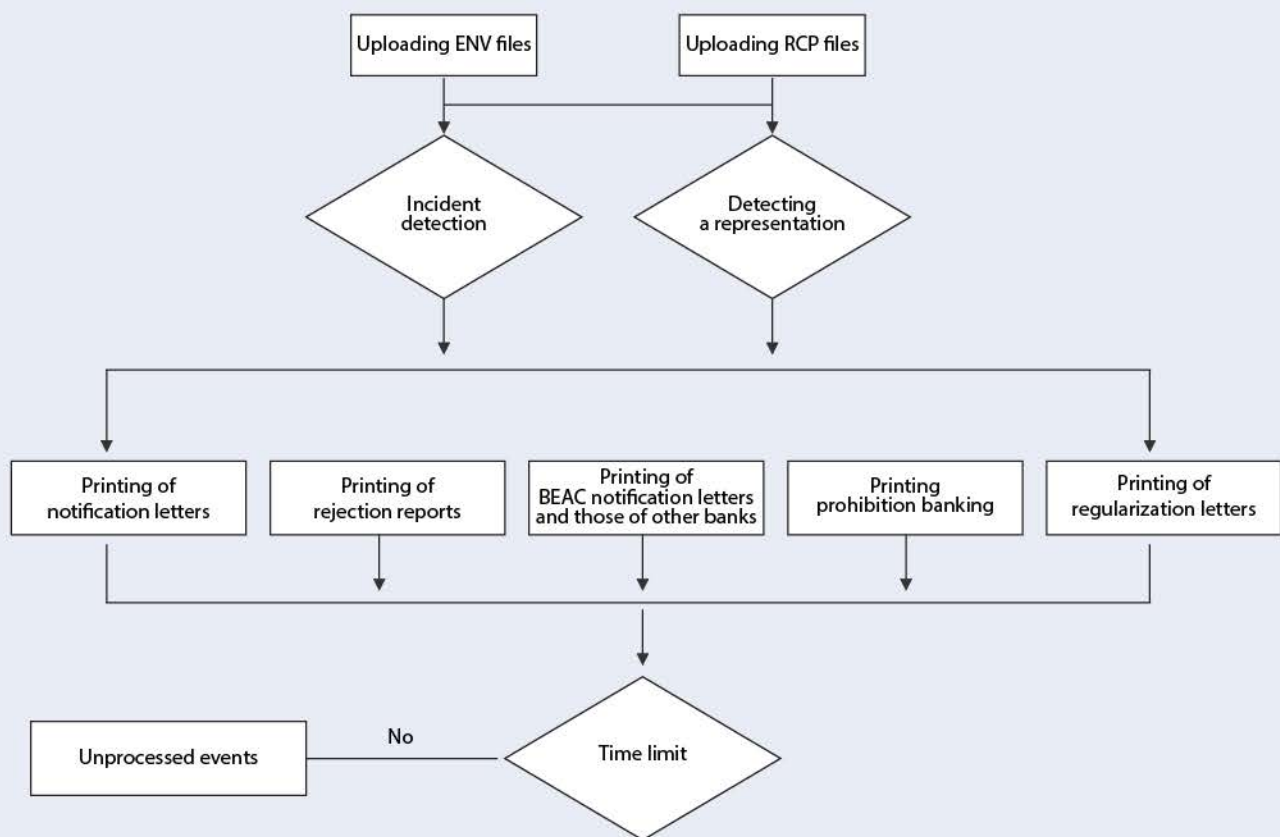 Uploading ENV files
Uploading RCP files
Incident
detection
Detecting
a representation
Printing of
notification letters
Printing of
rejection reports
Printing of
BEAC notification letters
and those of other banks
Printing
prohibition banking
Printing of
regularization letters
Unprocessed events
No
Time limit